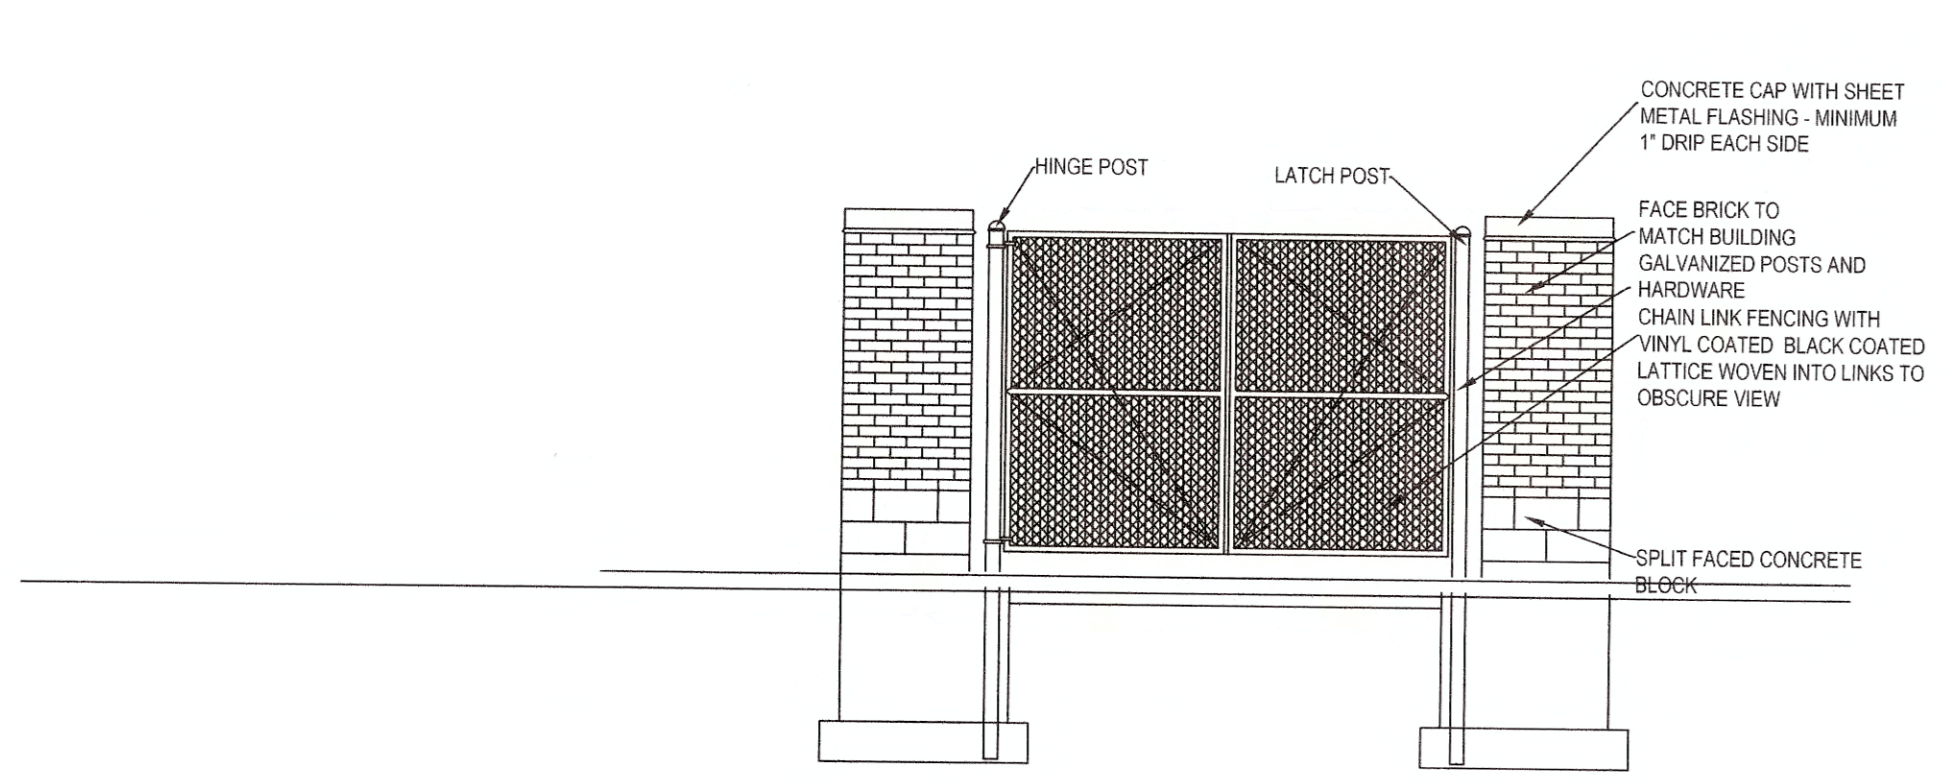 CONCRETE CAP WITH SHEET
METAL FLASHING - MINIMUM
1" DRIP EACH SIDE
HINGE POST
LATCH POST
FACE BRICK TO
MATCH BUILDING
GALVANIZED POSTS AND
HARDWARE
CHAIN LINK FENCING WITH
VINYL COATED BLACK COATED
LATTICE WOVEN INTO LINKS TO
OBSCURE VIEW
SPLIT FACED CONCRETE
BLOCK